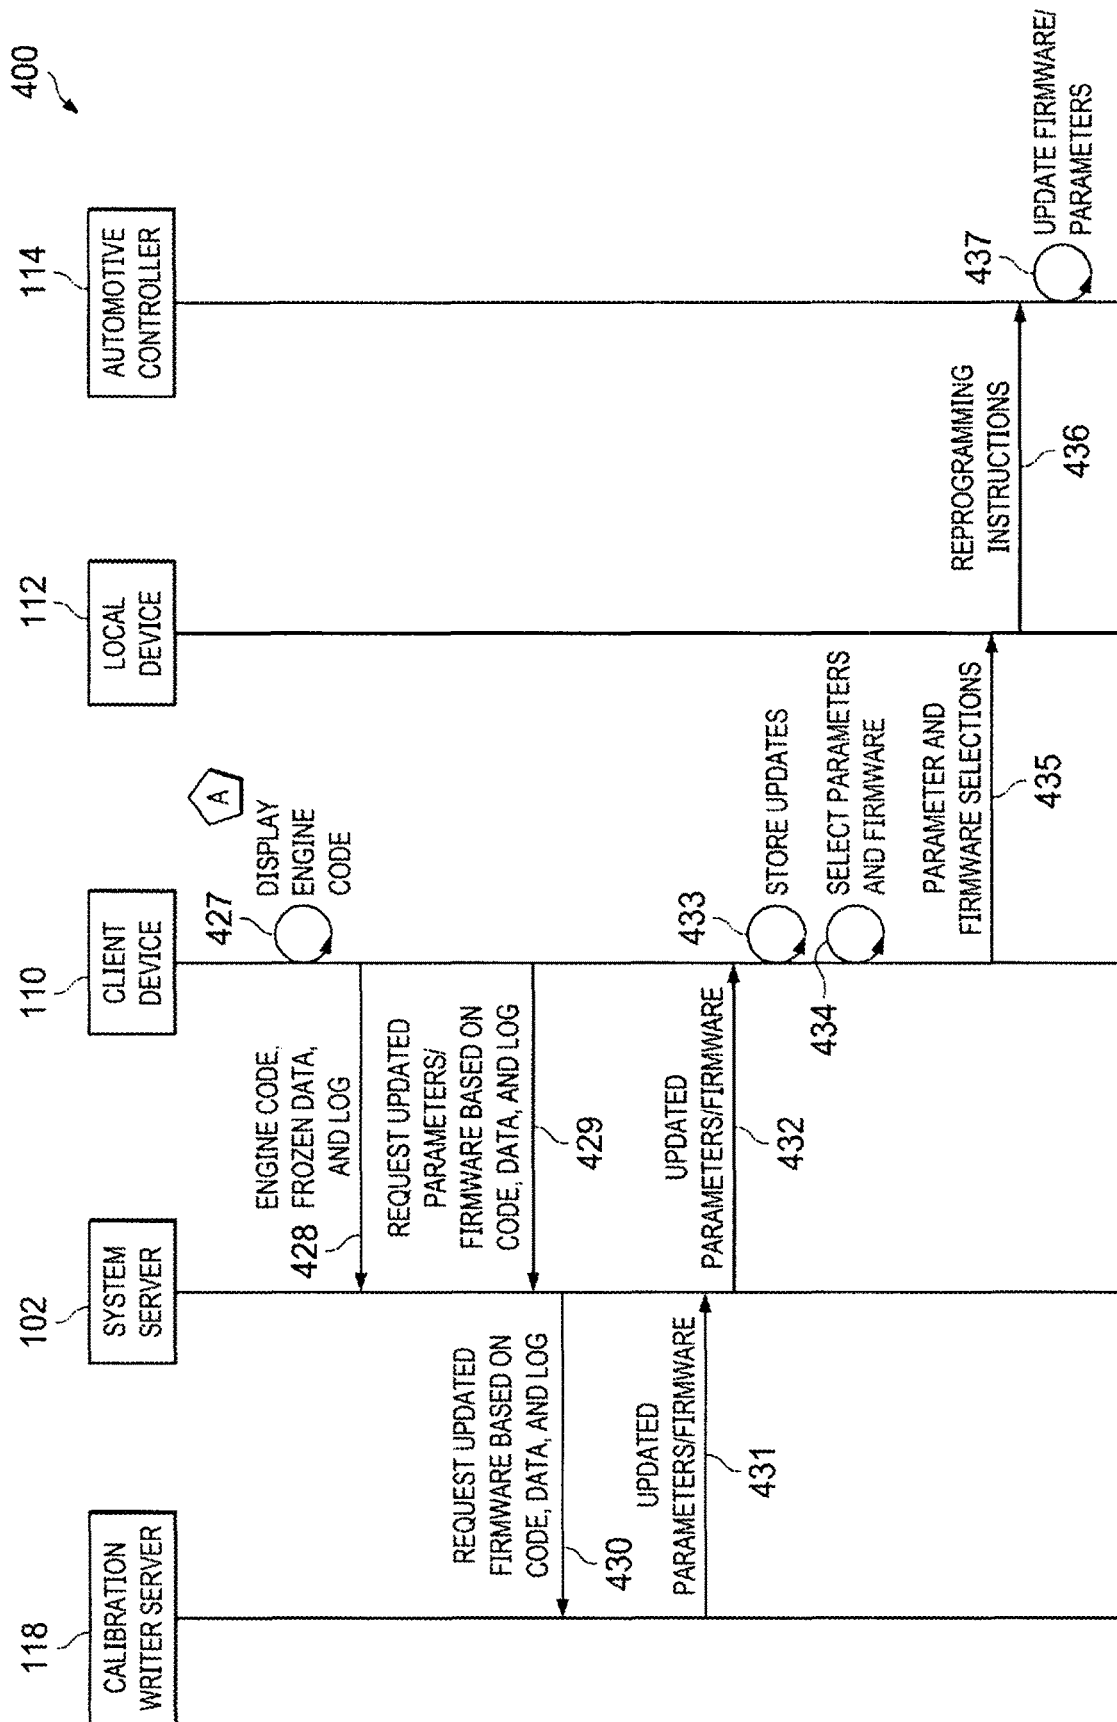 400
118
CALIBRATION
WRITER SERVER
102
SYSTEM
SERVER
110
CLIENT
DEVICE
112
LOCAL
DEVICE
114
AUTOMOTIVE
CONTROLLER
A
427
DISPLAY
ENGINE
CODE
ENGINE CODE,
FROZEN DATA,
AND LOG
428
REQUEST UPDATED
PARAMETERS/
FIRMWARE BASED ON
CODE, DATA, AND LOG
429
REQUEST UPDATED
FIRMWARE BASED ON
CODE, DATA, AND LOG
430
UPDATED
PARAMETERS/FIRMWARE
431
UPDATED
PARAMETERS/FIRMWARE
432
433
STORE UPDATES
434
SELECT PARAMETERS
AND FIRMWARE
PARAMETER AND
FIRMWARE SELECTIONS
435
REPROGRAMMING
INSTRUCTIONS
436
437
UPDATE FIRMWARE/
PARAMETERS